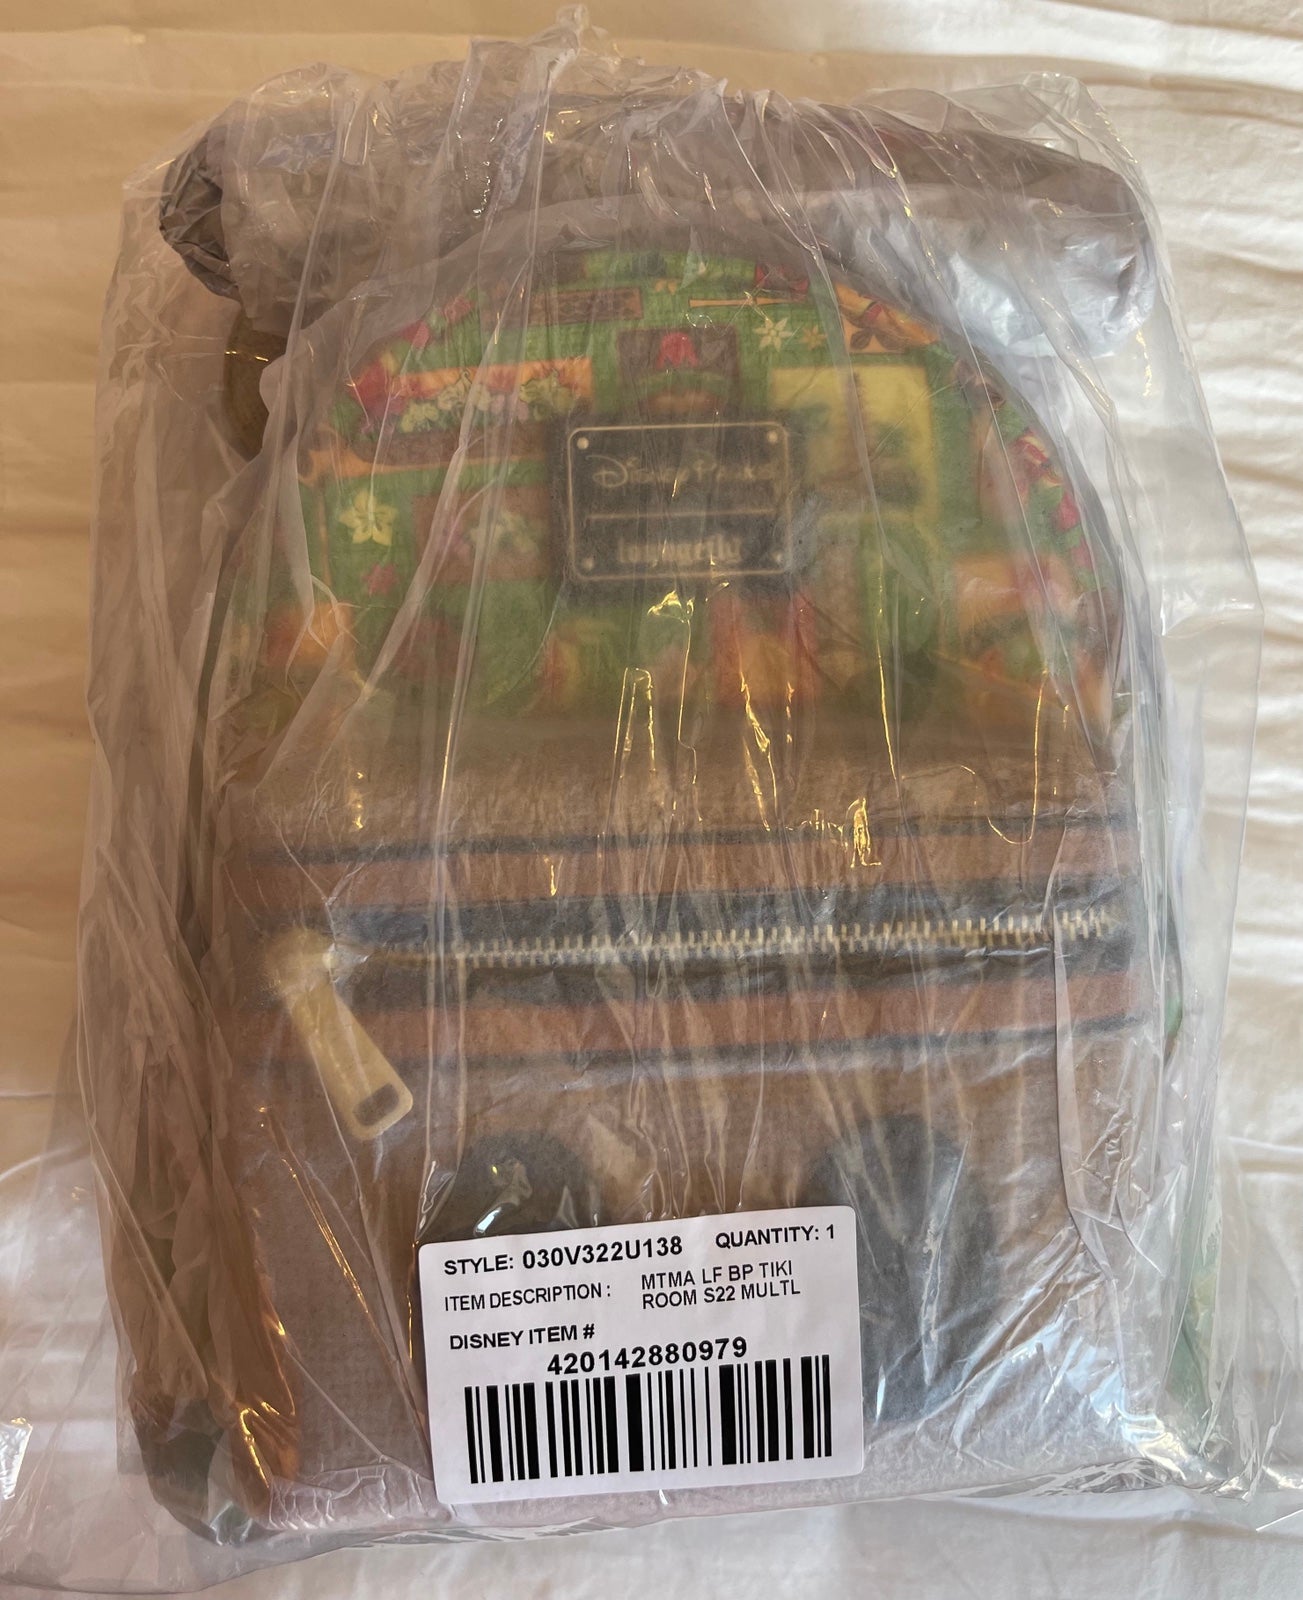 Disney Parks
Loungefly
STYLE: 030V322U138 QUANTITY: 1
ITEM DESCRIPTION : MTMA LF BP TIKI
ROOM S22 MULTL
DISNEY ITEM #
420142880979